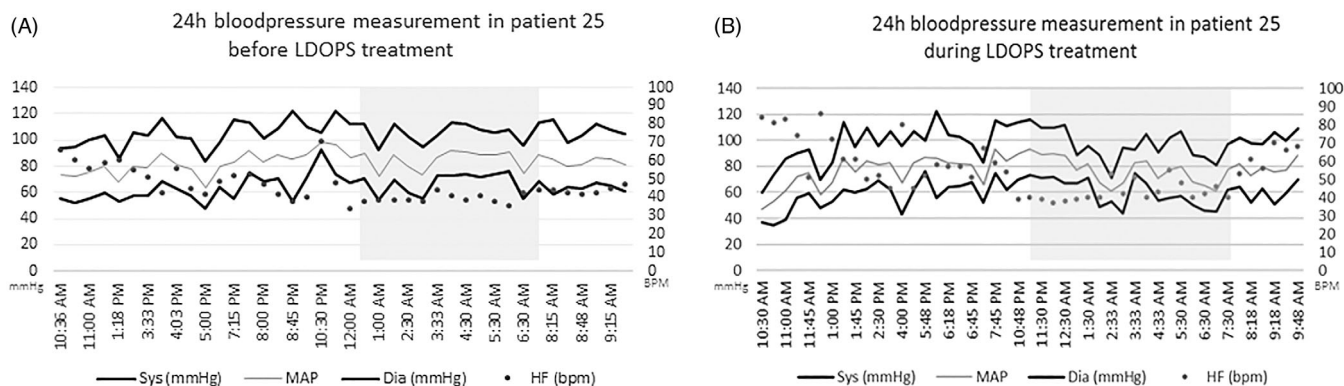 (A)
24h bloodpressure measurement in patient 25
before LDOPS treatment
140
120
100
80
60
40
20
0
mmHg
100
90
80
70
60
50
40
30
20
10
0
BPM
10:36 AM
11:00 AM
1:18 PM
3:33 PM
4:03 PM
5:00 PM
7:15 PM
8:00 PM
8:45 PM
10:30 PM
12:00 AM
1:00 AM
2:30 AM
4:00 AM
5:00 AM
6:30 AM
8:15 AM
8:48 AM
9:15 AM
Sys (mmHg) MAP Dia (mmHg) HF (bpm)
(B)
24h bloodpressure measurement in patient 25
during LDOPS treatment
140
120
100
80
60
40
20
0
mmHg
100
90
80
70
60
50
40
30
20
10
0
BPM
10:30 AM
11:00 AM
11:45 AM
1:18 PM
1:45 PM
2:30 PM
4:00 PM
5:48 PM
6:18 PM
7:06 PM
7:45 PM
10:48 PM
11:30 PM
12:30 AM
1:30 AM
2:33 AM
3:33 AM
4:33 AM
5:30 AM
6:30 AM
7:30 AM
8:18 AM
9:18 AM
9:48 AM
Sys (mmHg) MAP Dia (mmHg) HF (bpm)